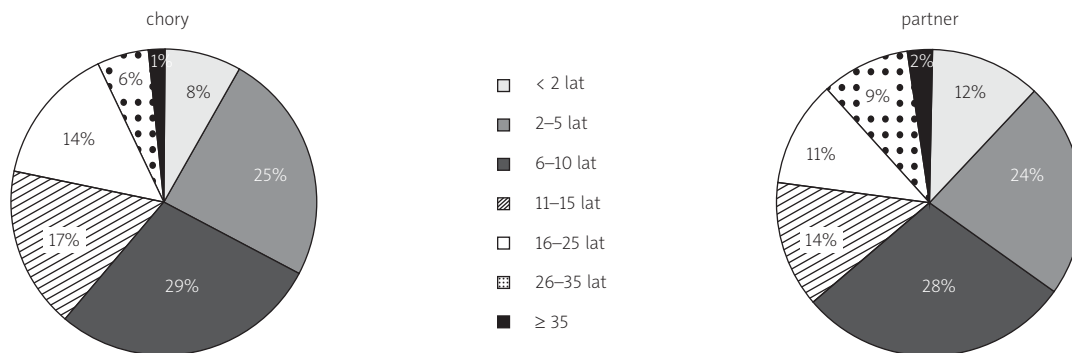 chory
1%
6%
8%
14%
25%
17%
29%
< 2 lat
2–5 lat
6–10 lat
11–15 lat
16–25 lat
26–35 lat
≥ 35
partner
2%
9%
12%
11%
24%
14%
28%